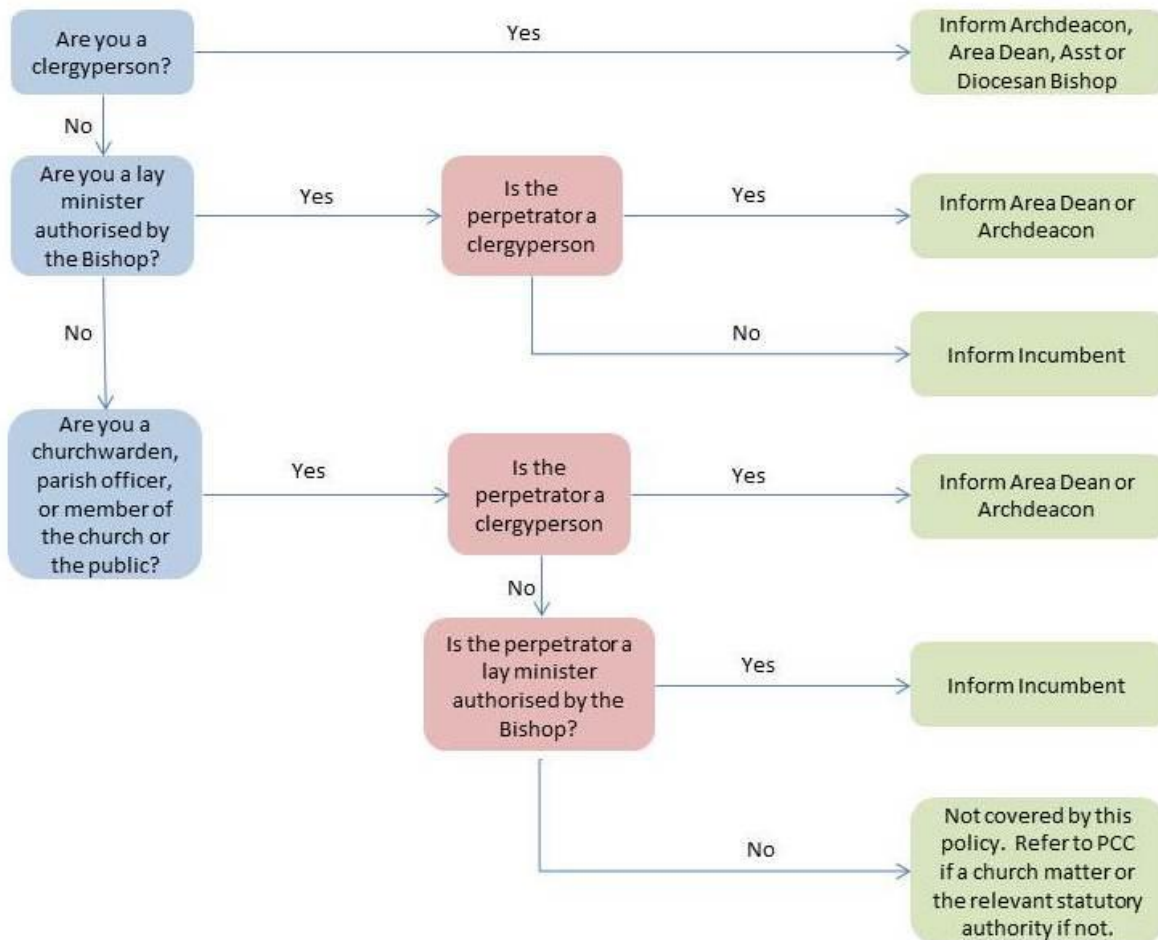 Are you a
clergyperson?
Yes
Inform Archdeacon,
Area Dean, Asst or
Diocesan Bishop
No
Are you a lay
minister
authorised by
the Bishop?
Yes
Is the
perpetrator a
clergyperson
Yes
Inform Area Dean or
Archdeacon
No
Inform Incumbent
No
Are you a
churchwarden,
parish officer,
or member of
the church or
the public?
Yes
Is the
perpetrator a
clergyperson
Yes
Inform Area Dean or
Archdeacon
No
Is the perpetrator a
lay minister
authorised by the
Bishop?
Yes
Inform Incumbent
No
Not covered by this
policy. Refer to PCC
if a church matter or
the relevant statutory
authority if not.